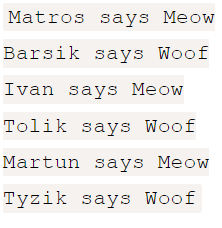 Matros says Meow
Barsik says Woof
Ivan says Meow
Tolik says Woof
Martun says Meow
Tyzik says Woof